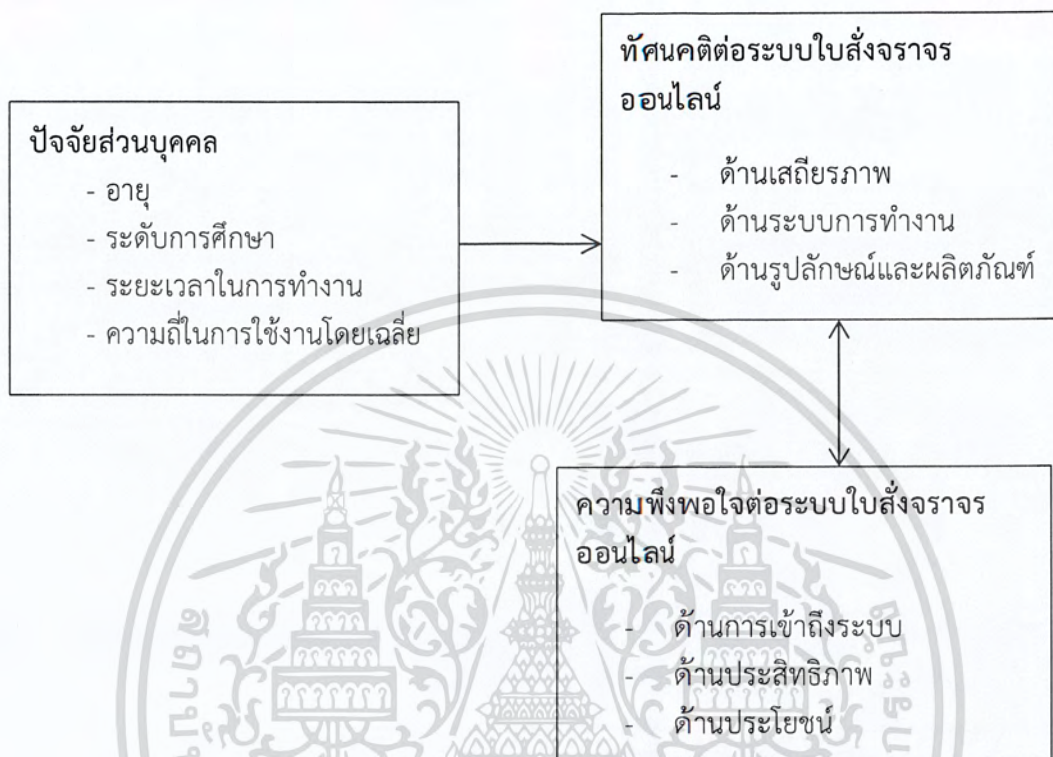 ปัจจัยส่วนบุคคล
- อายุ
- ระดับการศึกษา
- ระยะเวลาในการทำงาน
- ความถี่ในการใช้งานโดยเฉลี่ย
ทัศนคติต่อระบบใบสั่งจราจร
ออนไลน์
- ด้านเสถียรภาพ
- ด้านระบบการทำงาน
- ด้านรูปลักษณ์และผลิตภัณฑ์
ความพึงพอใจต่อระบบใบสั่งจราจร
ออนไลน์
- ด้านการเข้าถึงระบบ
- ด้านประสิทธิภาพ
- ด้านประโยชน์